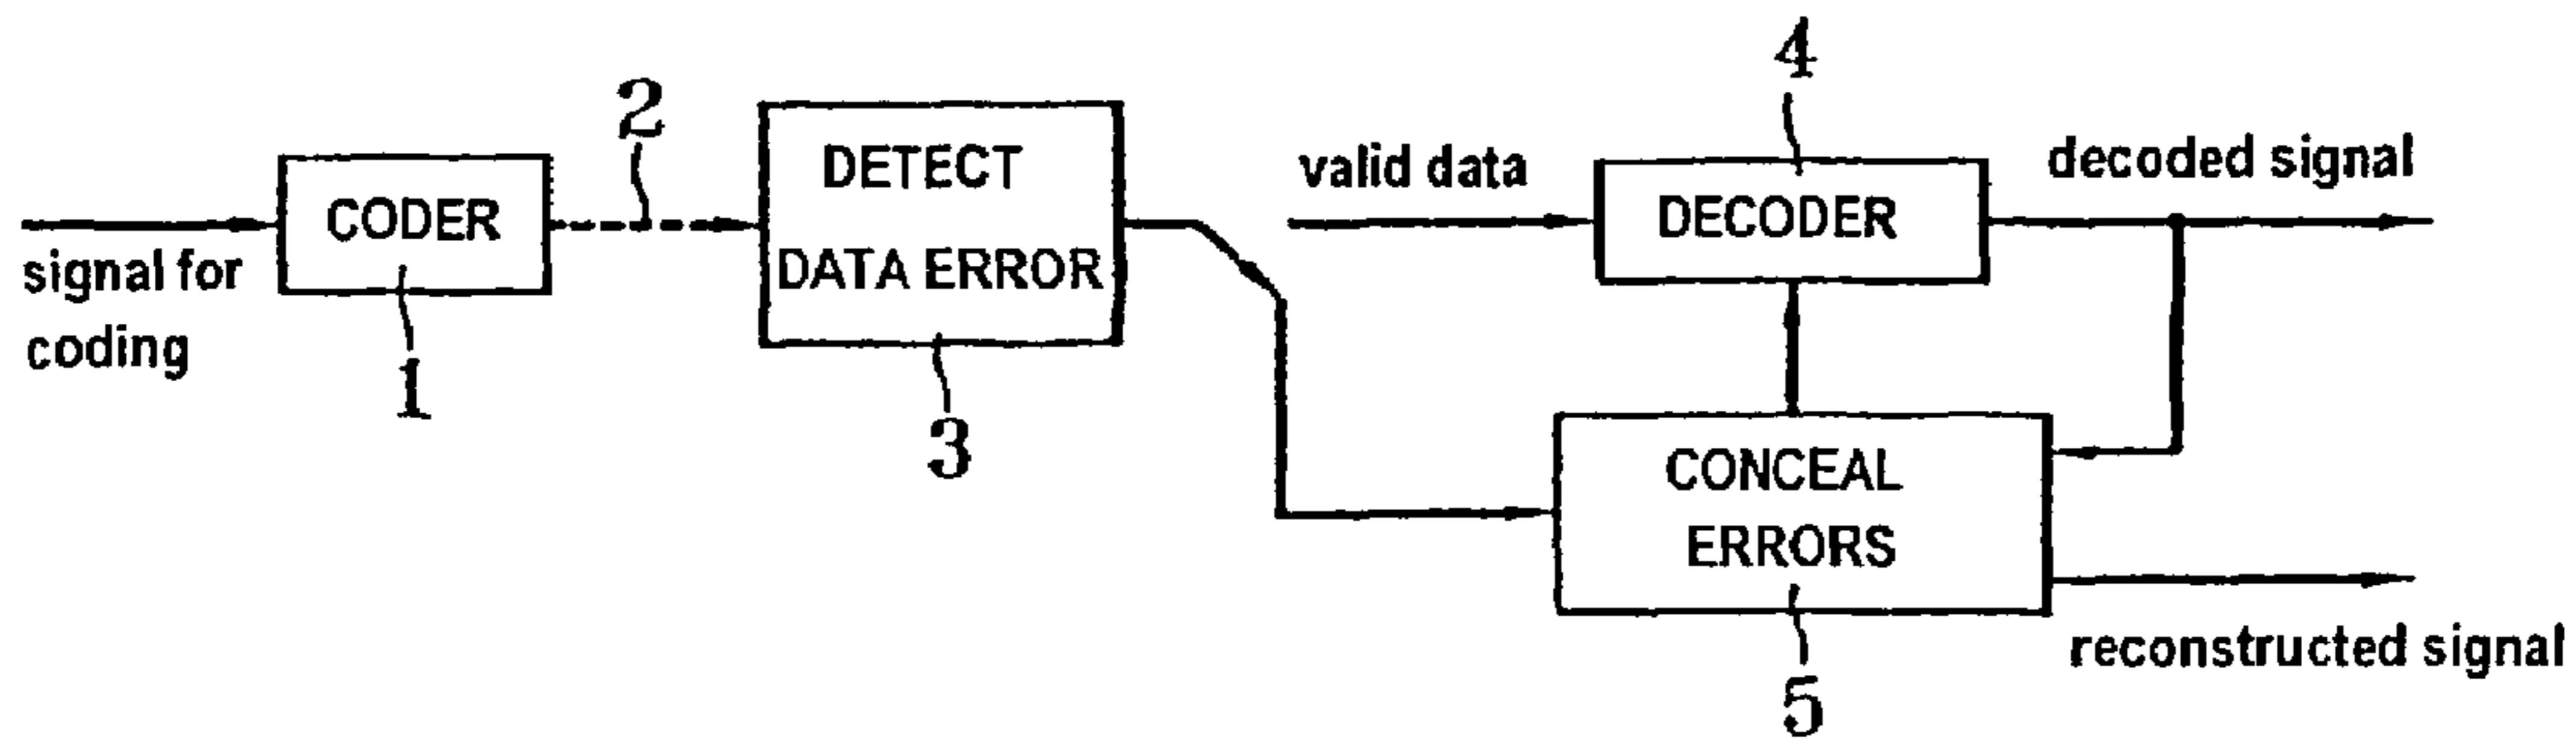 signal for
coding
CODER
1
2
DETECT
DATA ERROR
3
valid data
4
DECODER
decoded signal
CONCEAL
ERRORS
5
reconstructed signal